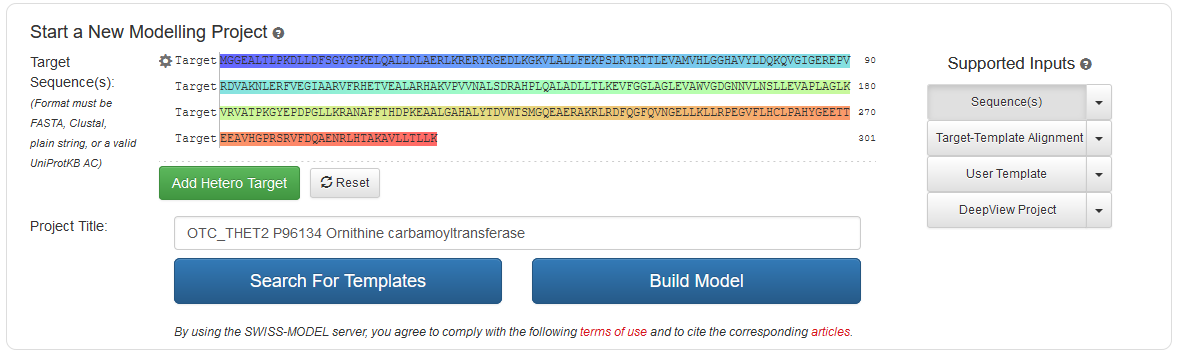 Start a New Modelling Project
Target
Sequence(s):
(Format must be
FASTA, Clustal,
plain string, or a valid
UniProtKB AC)
Target MGGEALTLPKDLLDFSGYGPKELQALLDLAERLKRERYRGEDLKGKVLALLFEKPSLRTRTTLEVAMVHLGGHAVYLDQKQVGIGEREPV 90
Target RDVAKNLERFVEGIAARVFRHETVEALARHAKVPVVNALSDRAHPLQALADLLTLKEVFGGLAGLEVAWVGDGNNVLNSLLEVAPLAGLK 180
Target VRVATPKGYEPDPGLLKRANAFFTHDPKEAALGAHALYTDVWTSMGQEAERAKRLRDFQGFQVNGELLKLLRPEGVFLHCLPAHYGEETT 270
Target EEAVHGPRSRVFDQAENRLHTAKAVLLTLLK 301
Add Hetero Target
Reset
Project Title:
OTC_THET2 P96134 Ornithine carbamoyltransferase
Search For Templates
Build Model
By using the SWISS-MODEL server, you agree to comply with the following terms of use and to cite the corresponding articles.
Supported Inputs
Sequence(s)
Target-Template Alignment
User Template
DeepView Project